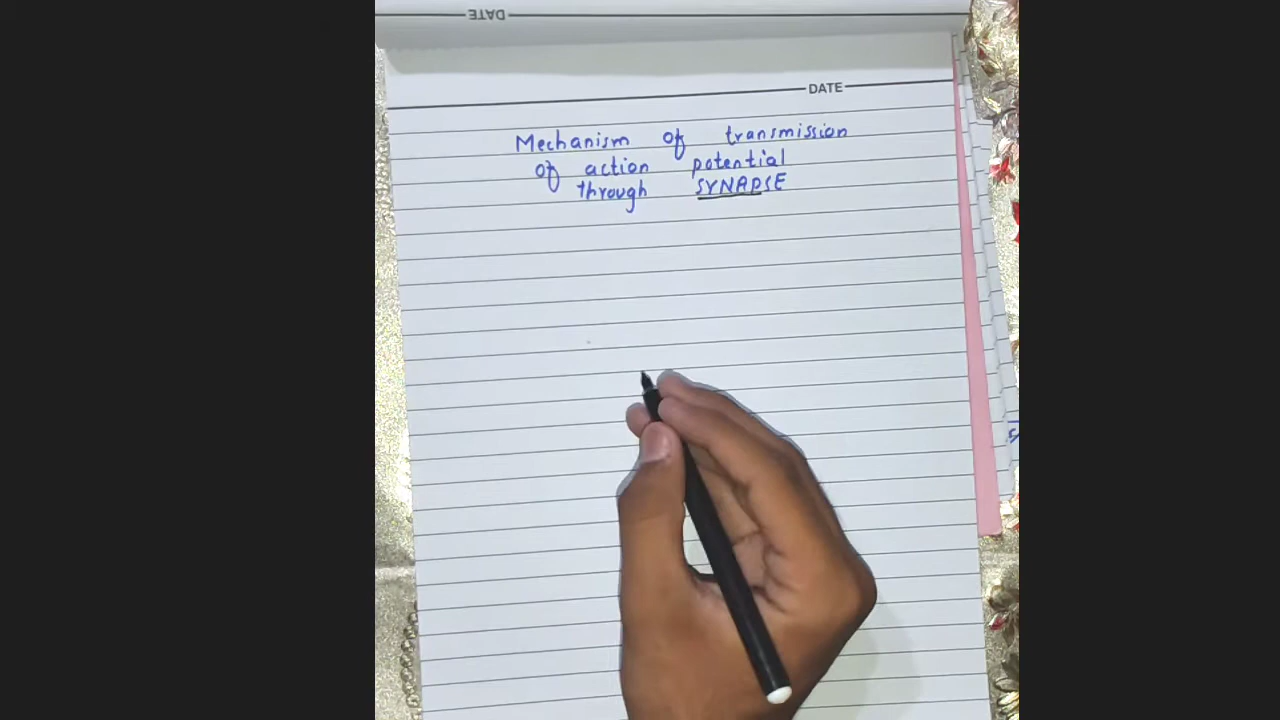 DATE
DATE
Mechanism of transmission
of action potential
through SYNAPSE